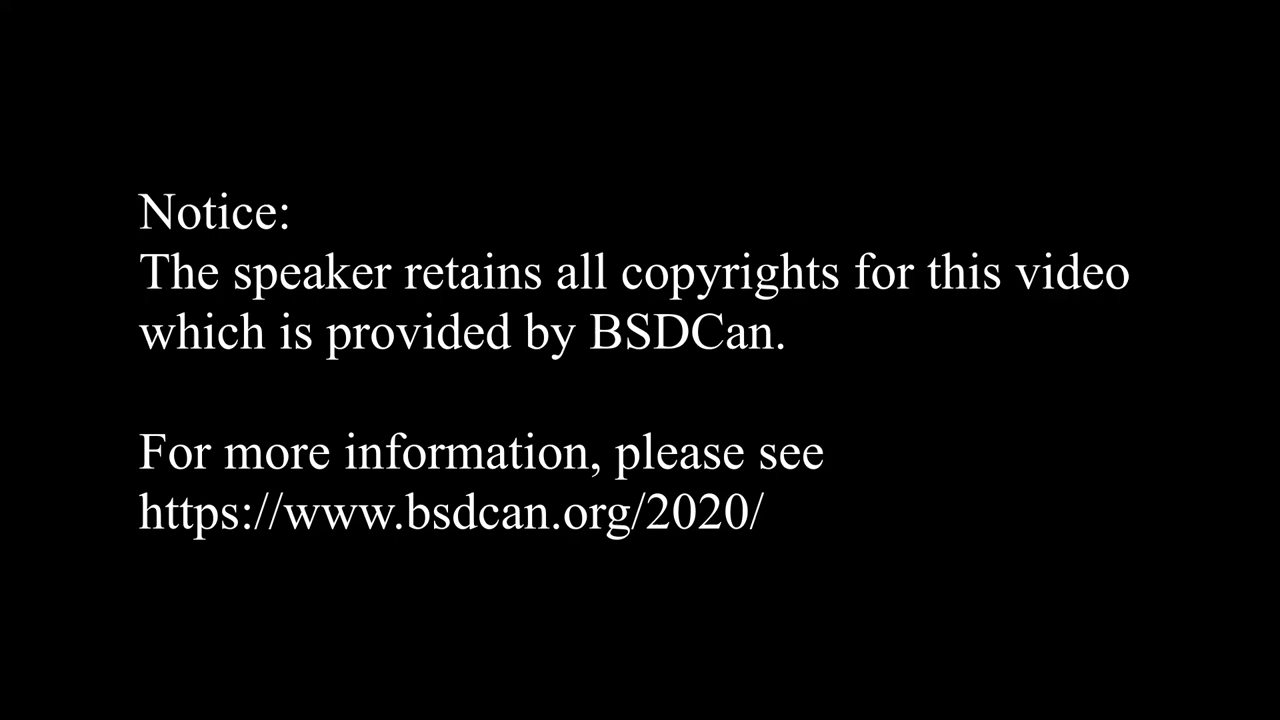 Notice:
The speaker retains all copyrights for this video
which is provided by BSDCan.
For more information, please see
https://www.bsdcan.org/2020/